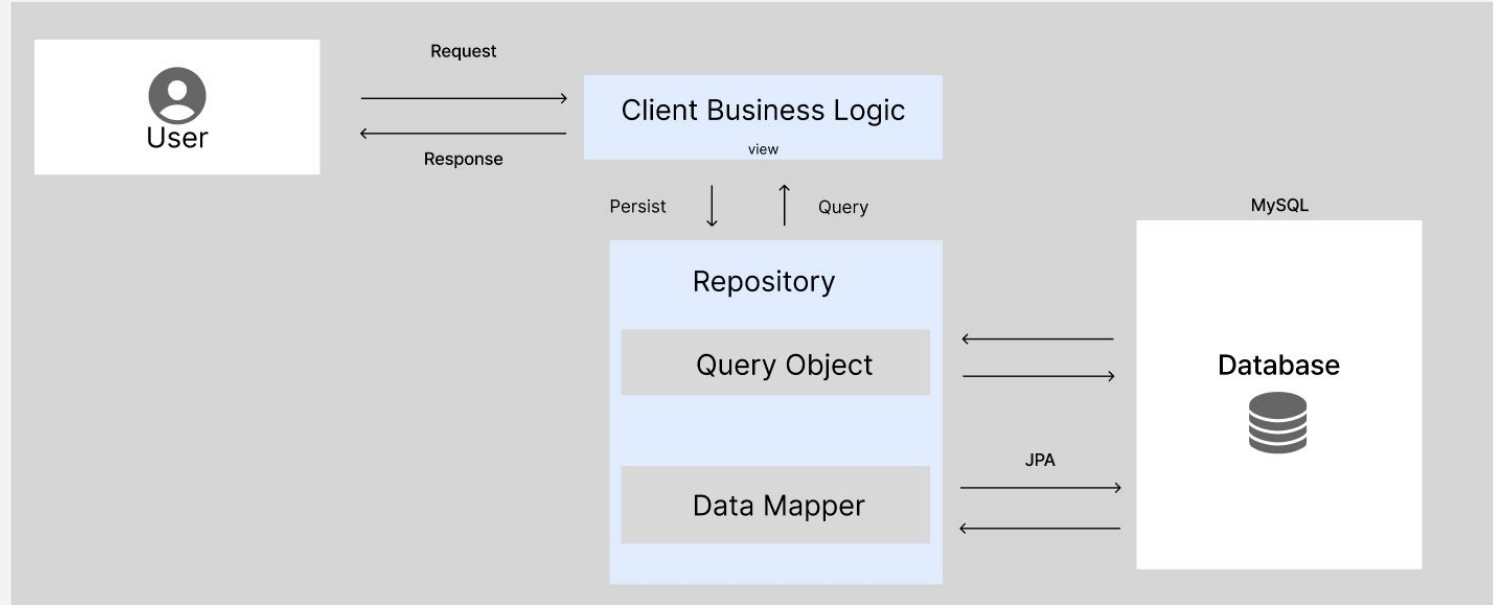 Request
User
Response
Client Business Logic
view
Persist
Query
Repository
Query Object
Data Mapper
JPA
MySQL
Database